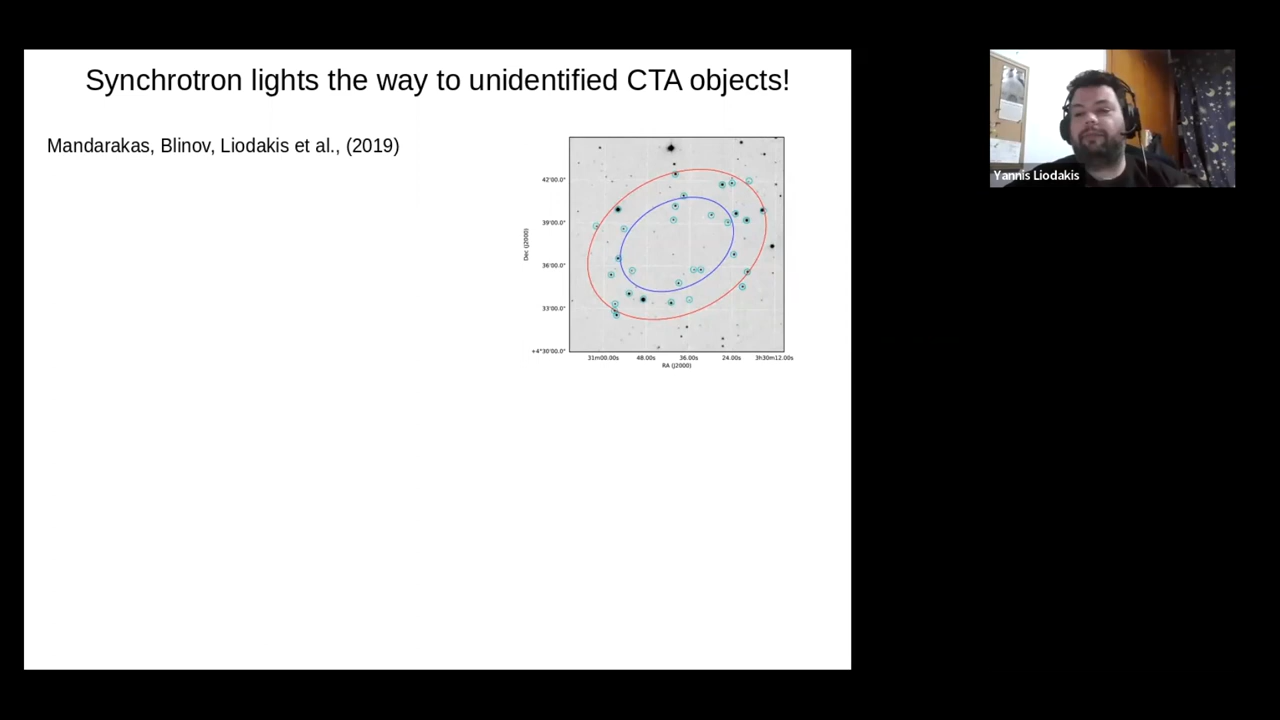 Synchrotron lights the way to unidentified CTA objects!
Mandarakas, Blinov, Liodakis et al., (2019)
Yannis Liodakis
42'00.0"
39'00.0"
36'00.0"
33'00.0"
+4°30'00.0"
Dec (J2000)
31m00.00s 48.00s 36.00s 24.00s 3h30m12.00s
RA (J2000)